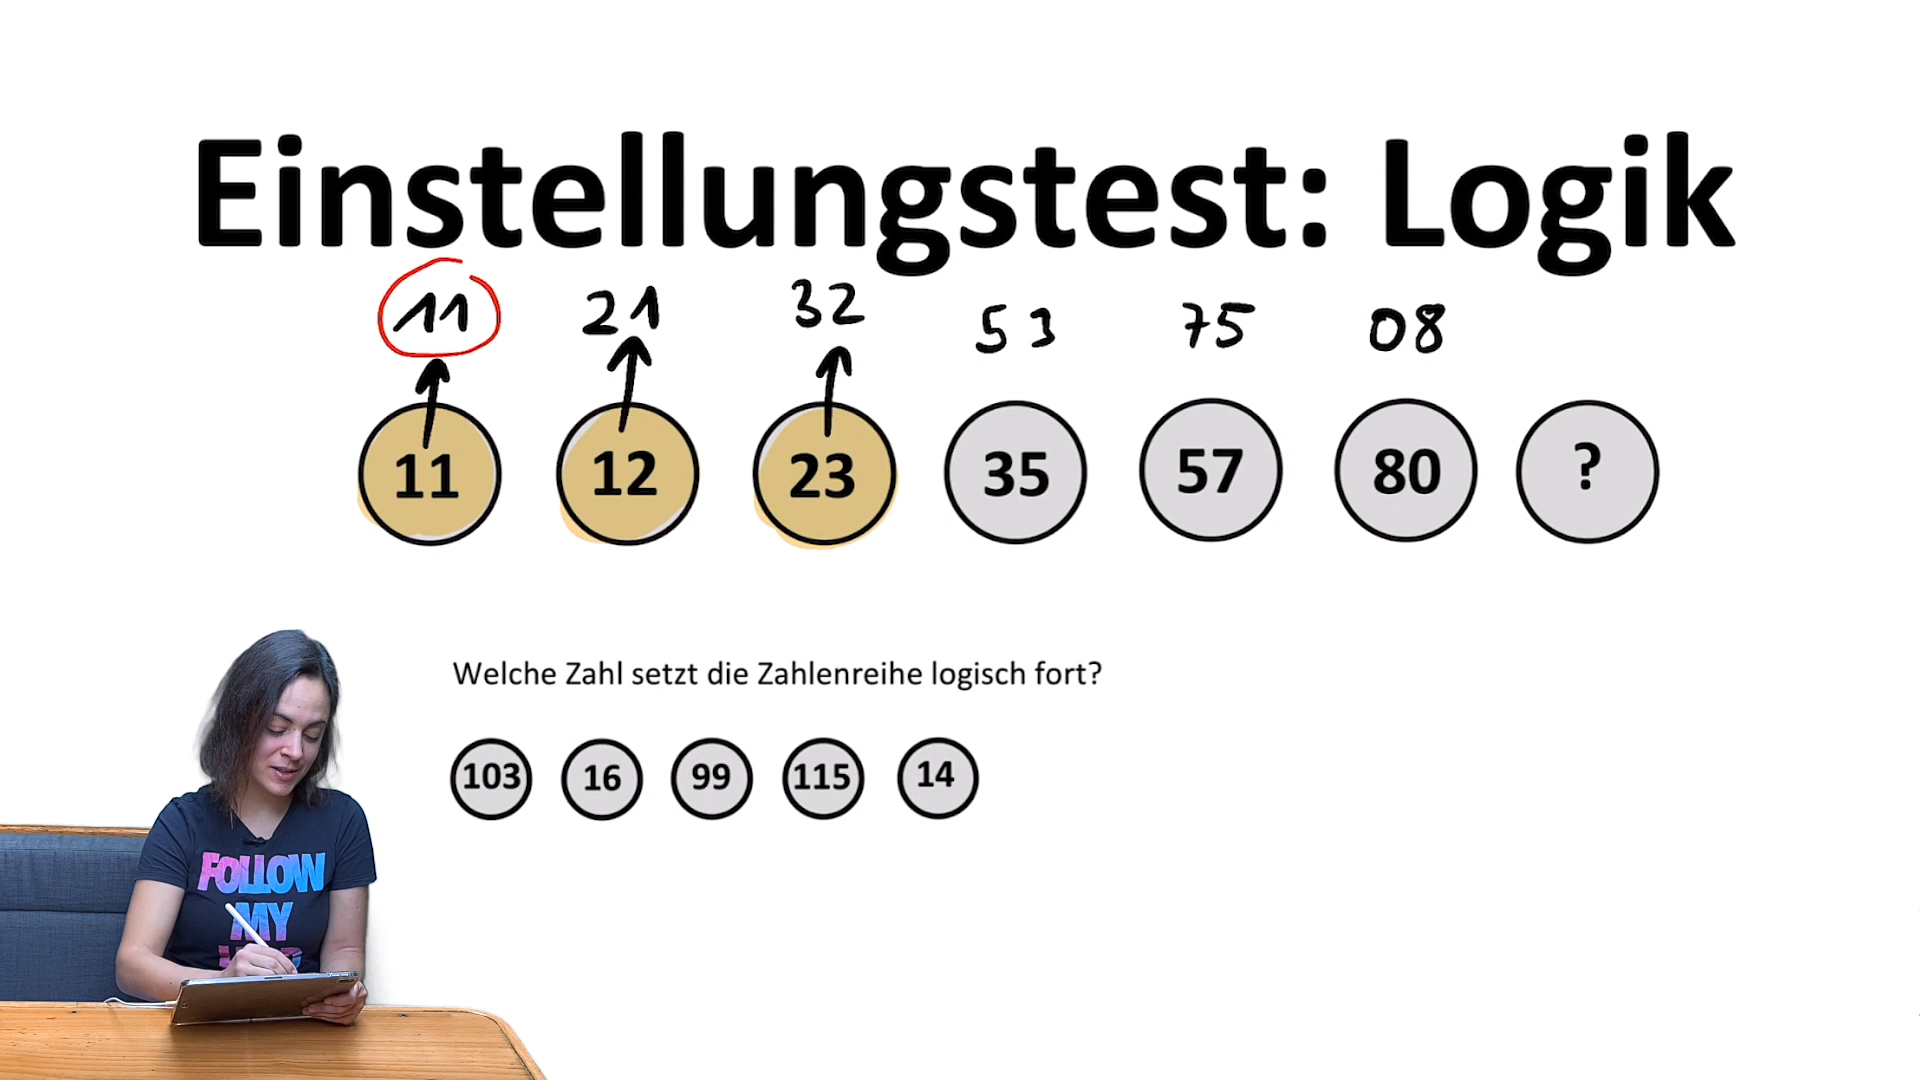 Einstellungstest: Logik
11 21 32 53 75 08
11 12 23 35 57 80 ?
Welche Zahl setzt die Zahlenreihe logisch fort?
103 16 99 115 14
FOLLOW
MY